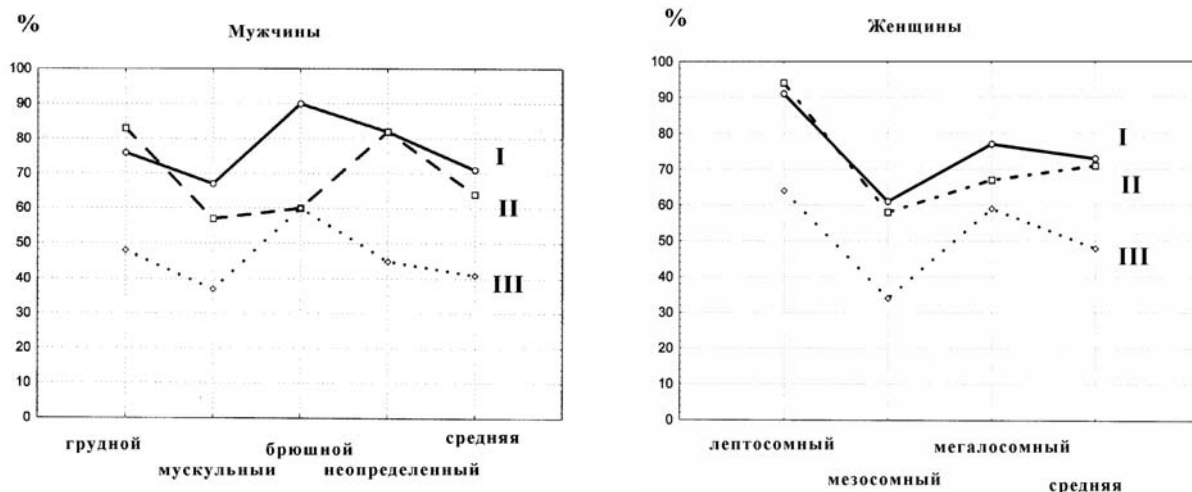 %
Мужчины
100
90
80
70
60
50
40
30
20
10
0
I
II
III
грудной
мускульный
брюшной
неопределенный
средняя
%
Женщины
100
90
80
70
60
50
40
30
20
10
0
I
II
III
лептосомный
мезосомный
мегалосомный
средняя